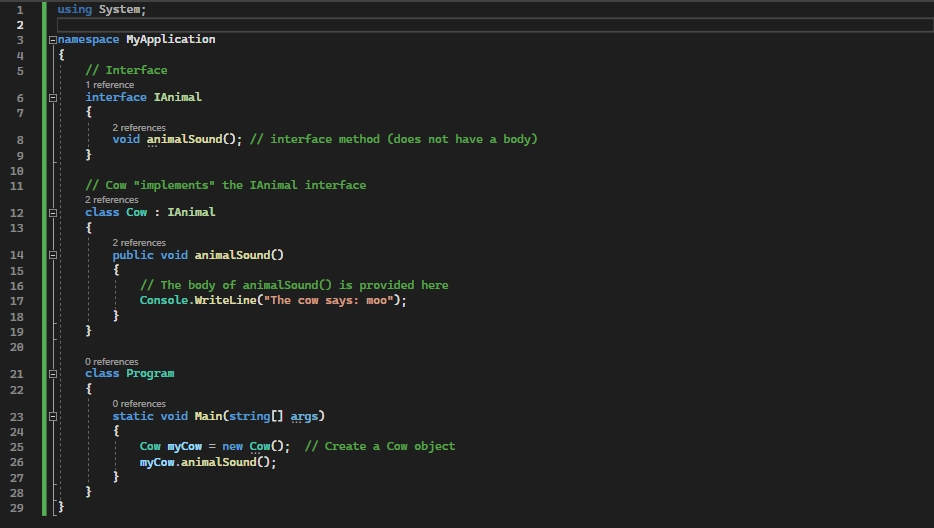 1 using System;
2
3 namespace MyApplication
4 {
5 // Interface
1 reference
6 interface IAnimal
7 {
2 references
8 void animalSound(); // interface method (does not have a body)
9 }
10
11 // Cow "implements" the IAnimal interface
2 references
12 class Cow : IAnimal
13 {
2 references
14 public void animalSound()
15 {
16 // The body of animalSound() is provided here
17 Console.WriteLine("The cow says: moo");
18 }
19 }
20
0 references
21 class Program
22 {
0 references
23 static void Main(string[] args)
24 {
25 Cow myCow = new Cow();  // Create a Cow object
26 myCow.animalSound();
27 }
28 }
29 }